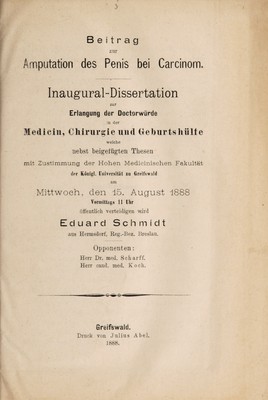 Beitrag
zur
Amputation des Penis bei Carcinom.
Inaugural-Dissertation
zur
Erlangung der Doctorwürde
in der
Medicin, Chirurgie und Geburtshülfe
welche
nebst beigefügten Thesen
mit Zustimmung der Hohen Medicinischen Fakultät
der Königl. Universität zu Greifswald
am
Mittwoch, den 15. August 1888
Vormittags 11 Uhr
öffentlich verteidigen wird
Eduard Schmidt
aus Hermsdorf, Reg.-Bez. Breslau.
Opponenten:
Herr Dr. med. Scharff.
Herr cand. med. Koch.
Greifswald.
Druck von Julius Abel.
1888.